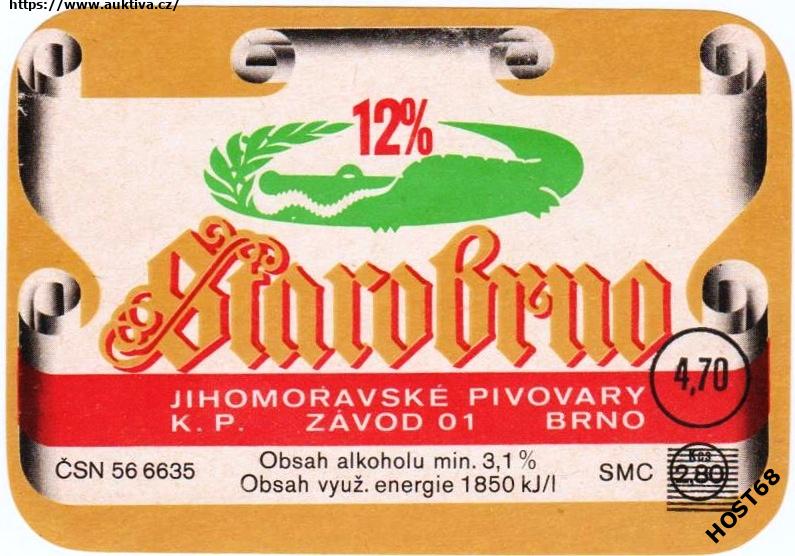 https://www.auktiva.cz/
12%
Starobrno
4,70
JIHOMORAVSKÉ PIVOVARY
K. P. ZÁVOD 01 BRNO
ČSN 56 6635
Obsah alkoholu min. 3,1 %
Obsah využ. energie 1850 kJ/l
SMC
Kčs
2,80
HOST68